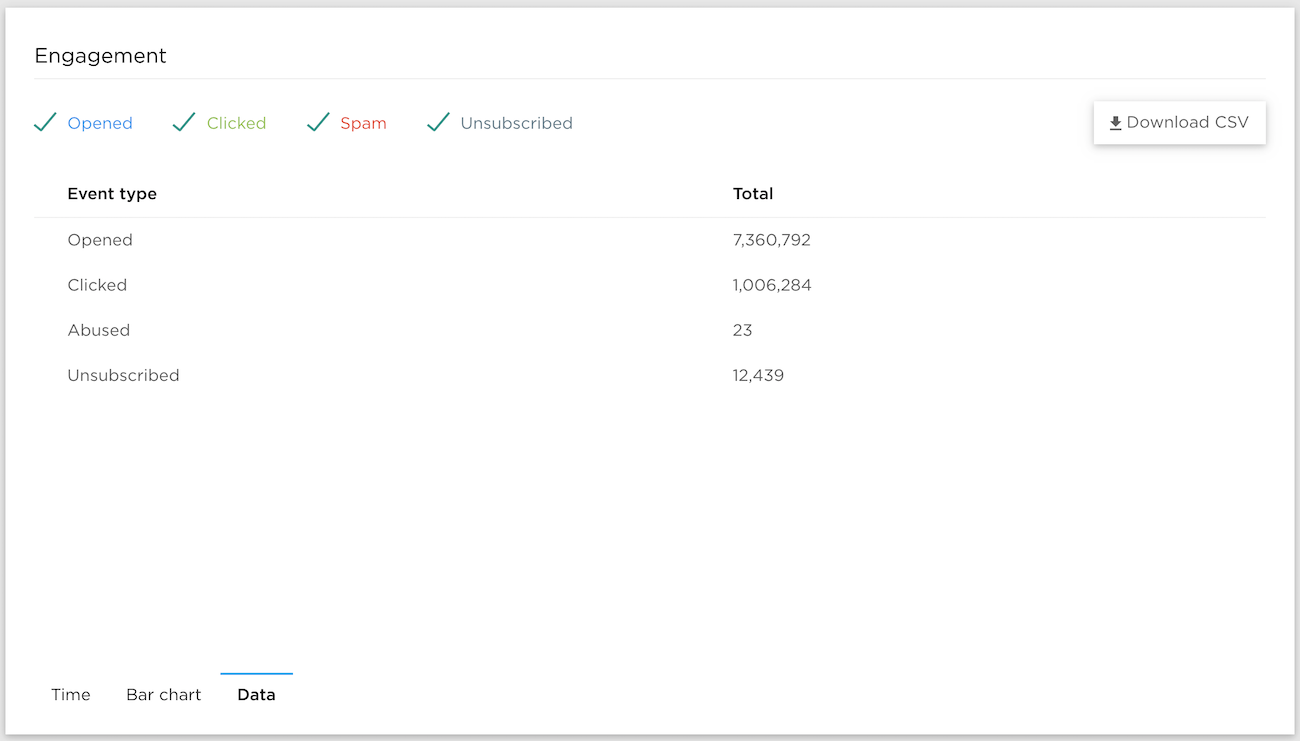 Engagement
Opened Clicked Spam Unsubscribed Download CSV
Event type Total
Opened 7,360,792
Clicked 1,006,284
Abused 23
Unsubscribed 12,439
Time Bar chart Data